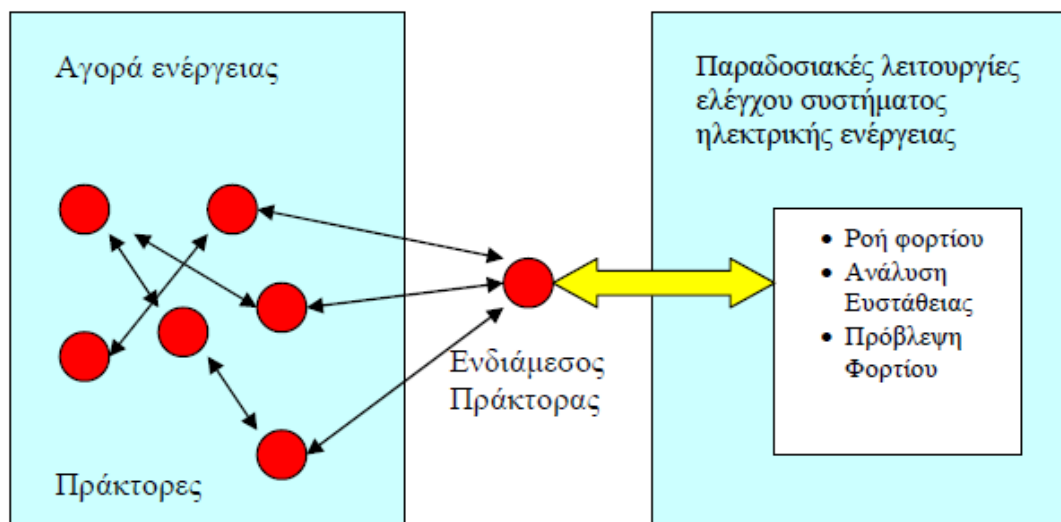 Αγορά ενέργειας
Πράκτορες
Ενδιάμεσος
Πράκτορας
Παραδοσιακές λειτουργίες
ελέγχου συστήματος
ηλεκτρικής ενέργειας
• Ροή φορτίου
• Ανάλυση
Ευστάθειας
• Πρόβλεψη
Φορτίου